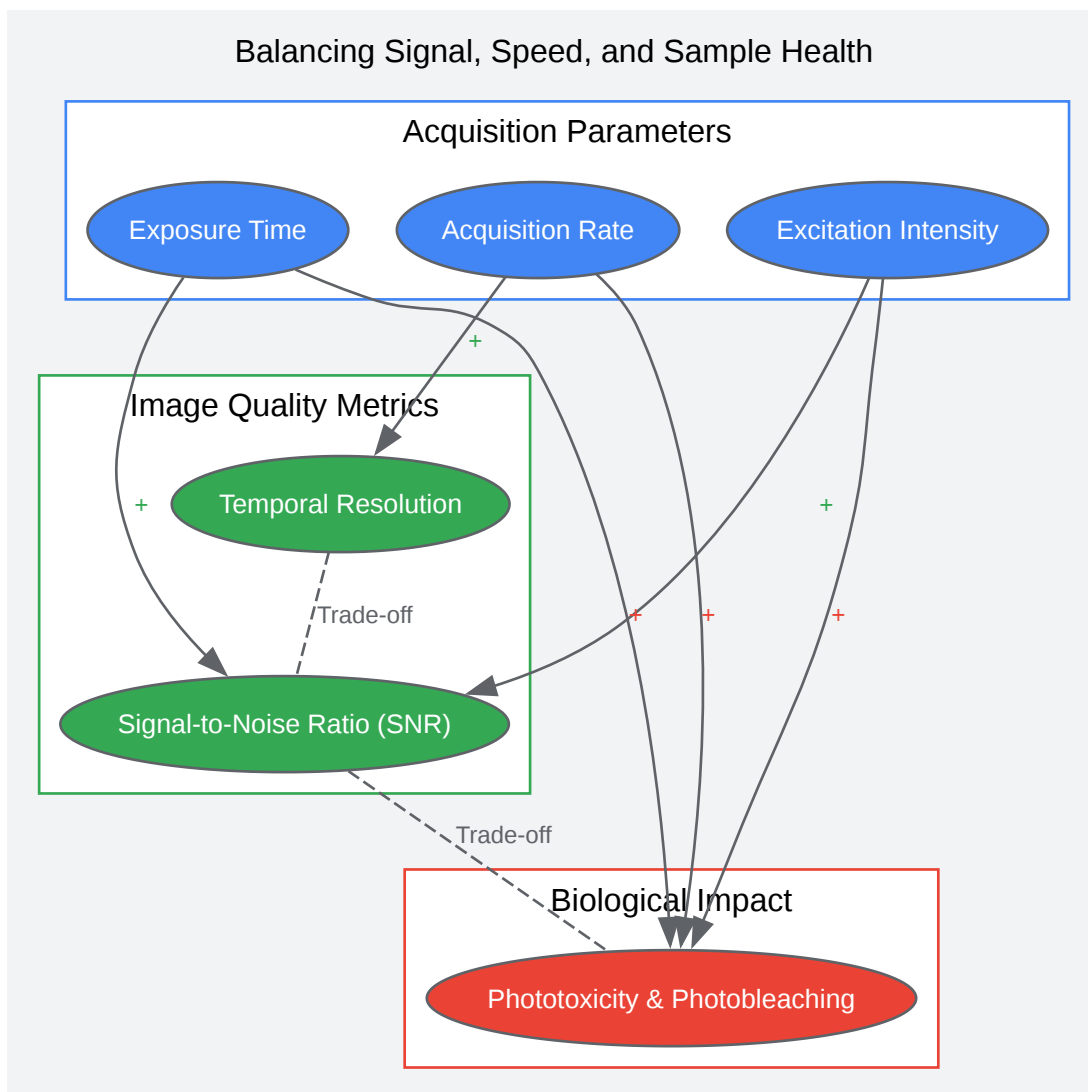 Balancing Signal, Speed, and Sample Health
Acquisition Parameters
Exposure Time
Acquisition Rate
Excitation Intensity
+
Image Quality Metrics
Temporal Resolution
+
+
Trade-off
+
+
+
Signal-to-Noise Ratio (SNR)
Trade-off
Biological Impact
Phototoxicity & Photobleaching